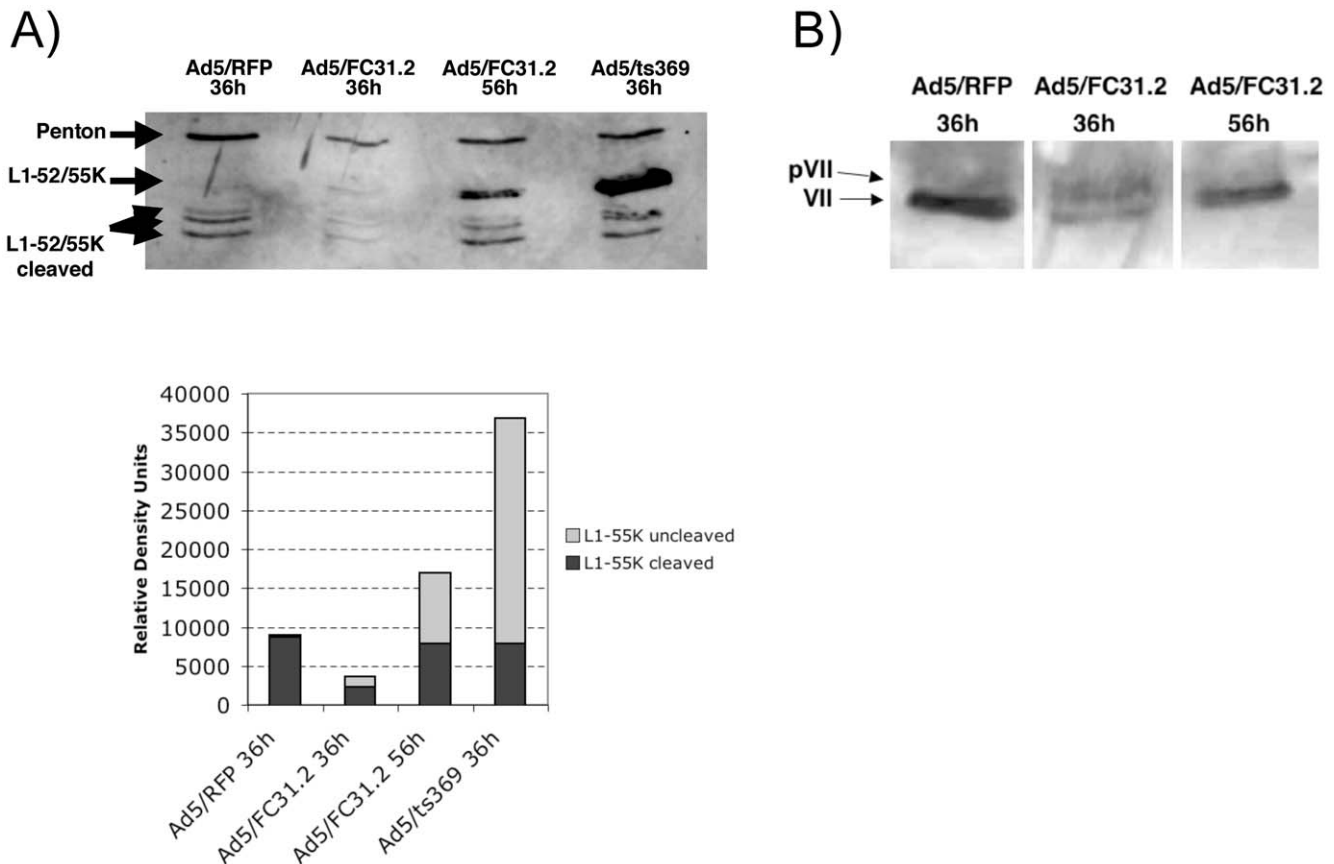 A)
Ad5/RFP Ad5/FC31.2 Ad5/FC31.2 Ad5/ts369
36h 36h 56h 36h
Penton
L1-52/55K
L1-52/55K
cleaved
B)
Ad5/RFP Ad5/FC31.2 Ad5/FC31.2
36h 36h 56h
pVII
VII
40000
35000
30000
25000
20000
15000
10000
5000
0
Relative Density Units
L1-55K uncleaved
L1-55K cleaved
Ad5/RFP 36h
Ad5/FC31.2 36h
Ad5/FC31.2 56h
Ad5/ts369 36h